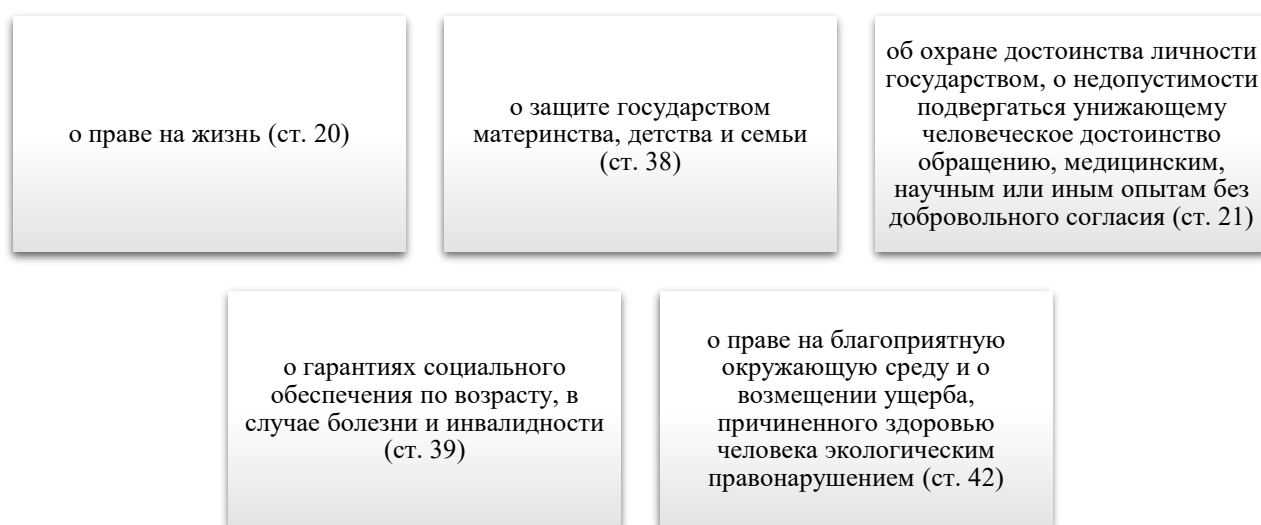 о праве на жизнь (ст. 20)
о защите государством
материнства, детства и семьи
(ст. 38)
об охране достоинства личности
государством, о недопустимости
подвергаться унижающему
человеческое достоинство
обращению, медицинским,
научным или иным опытам без
добровольного согласия (ст. 21)
о гарантиях социального
обеспечения по возрасту, в
случае болезни и инвалидности
(ст. 39)
о праве на благоприятную
окружающую среду и о
возмещении ущерба,
причиненного здоровью
человека экологическим
правонарушением (ст. 42)